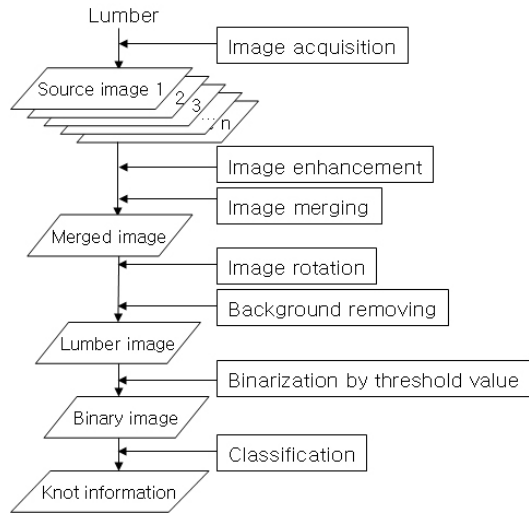 Lumber
Image acquisition
Source image 1
2
3
... n
Image enhancement
Image merging
Merged image
Image rotation
Background removing
Lumber image
Binarization by threshold value
Binary image
Classification
Knot information